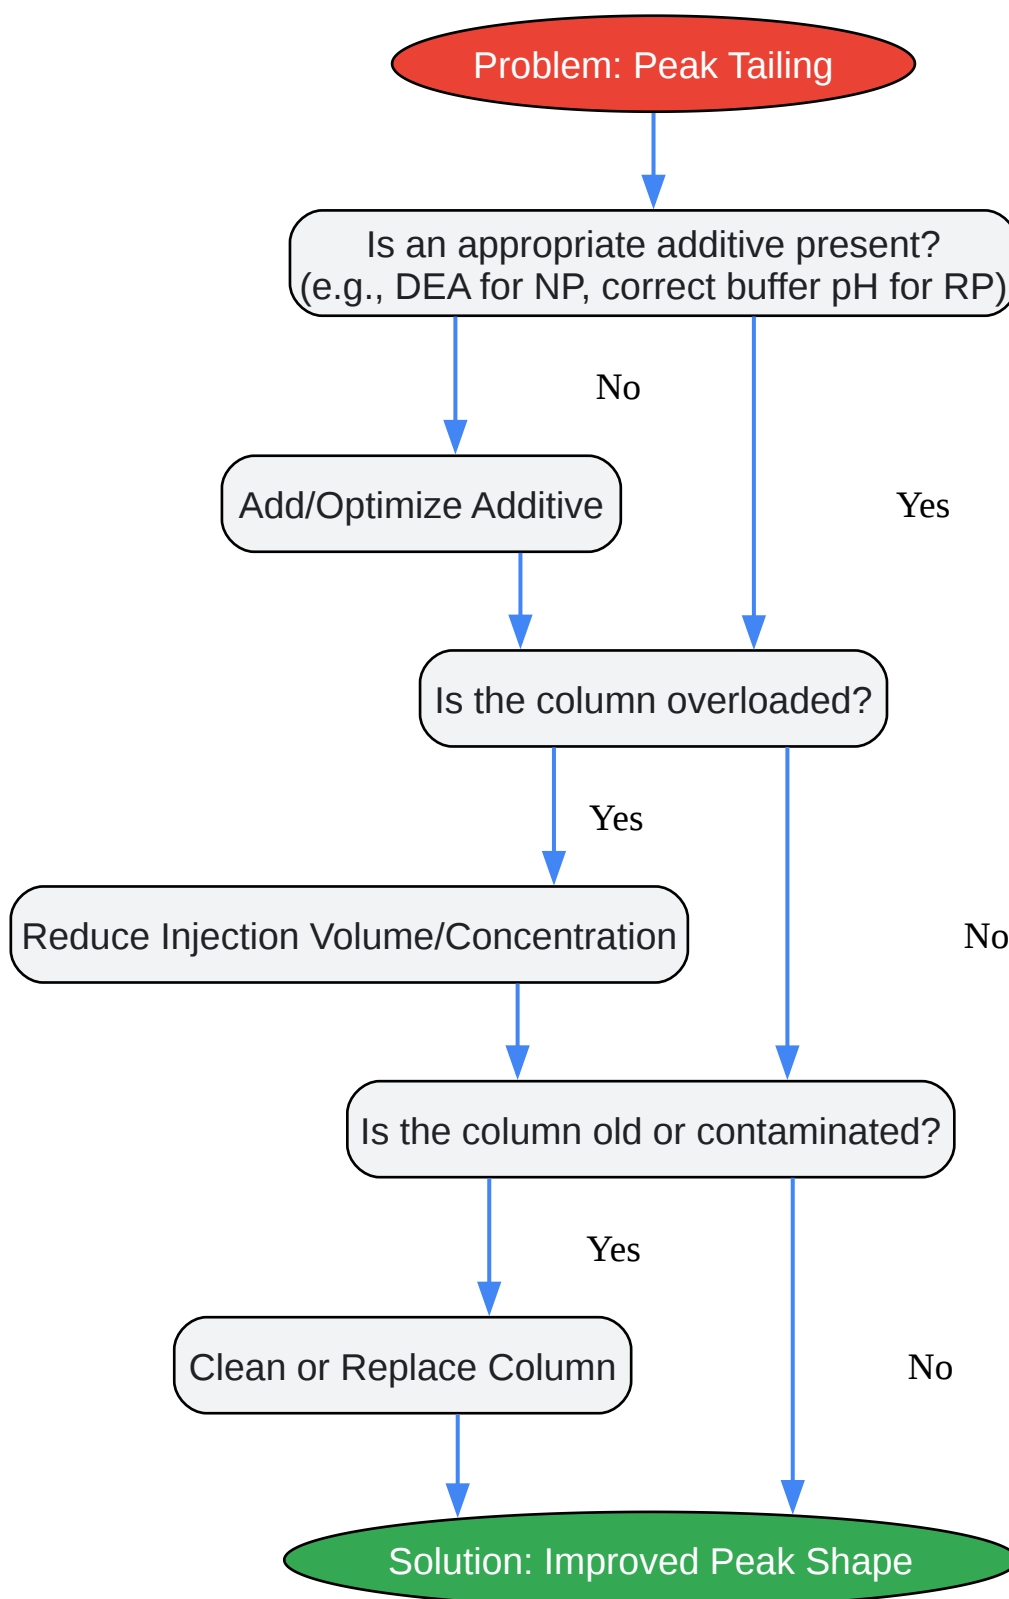 Problem: Peak Tailing
Is an appropriate additive present?
(e.g., DEA for NP, correct buffer pH for RP)
No
Add/Optimize Additive
Yes
Is the column overloaded?
Yes
Reduce Injection Volume/Concentration
No
Is the column old or contaminated?
Yes
Clean or Replace Column
No
Solution: Improved Peak Shape